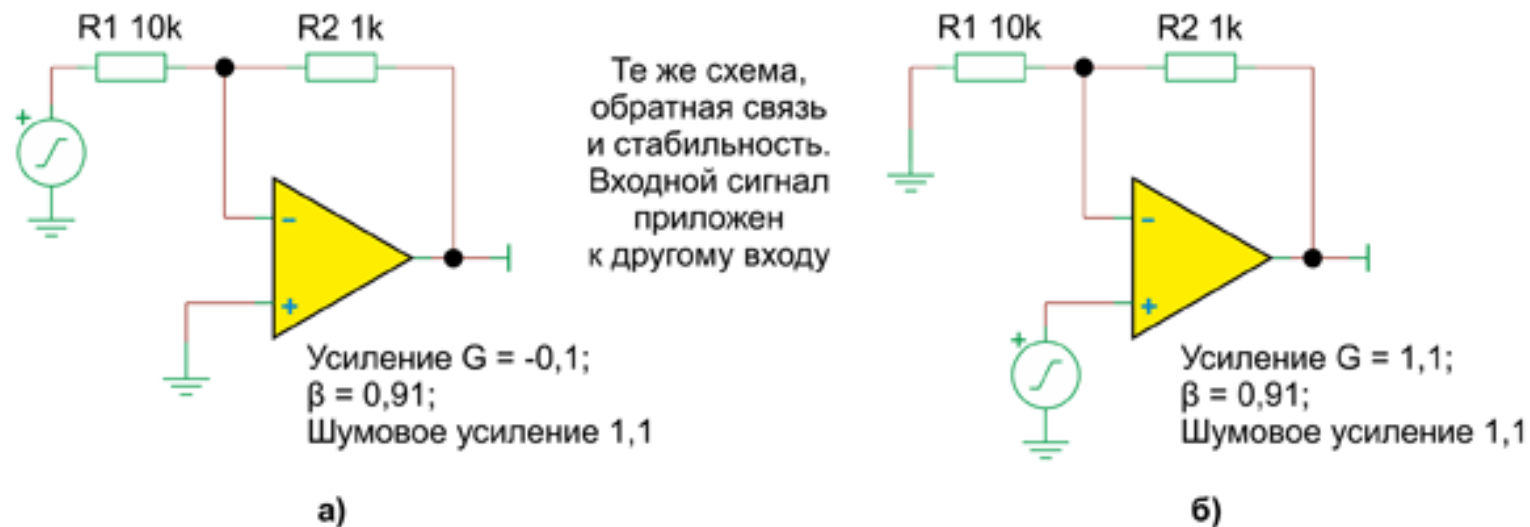 R1 10k
R2 1k
+
-
+
Усиление G = -0,1;
β = 0,91;
Шумовое усиление 1,1
а)
Те же схема,
обратная связь
и стабильность.
Входной сигнал
приложен
к другому входу
R1 10k
R2 1k
-
+
+
Усиление G = 1,1;
β = 0,91;
Шумовое усиление 1,1
б)